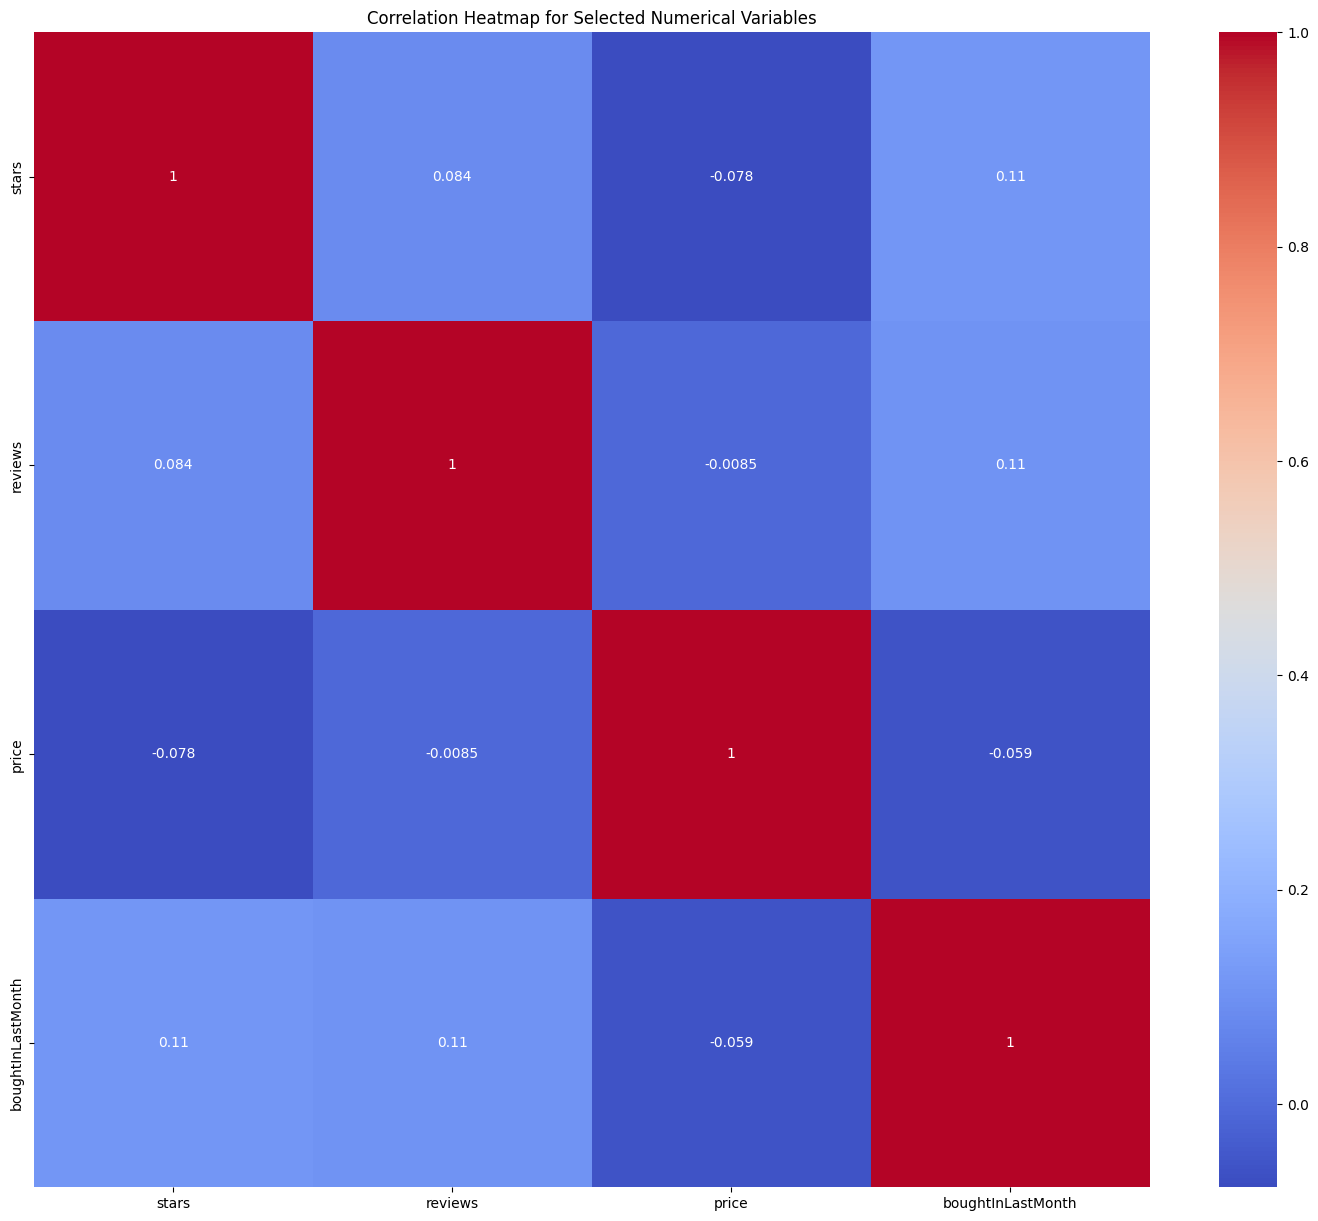 Correlation Heatmap for Selected Numerical Variables
stars
1
0.084
-0.078
0.11
reviews
0.084
1
-0.0085
0.11
price
-0.078
-0.0085
1
-0.059
boughtInLastMonth
0.11
0.11
-0.059
1
stars
reviews
price
boughtInLastMonth
1.0
0.8
0.6
0.4
0.2
0.0